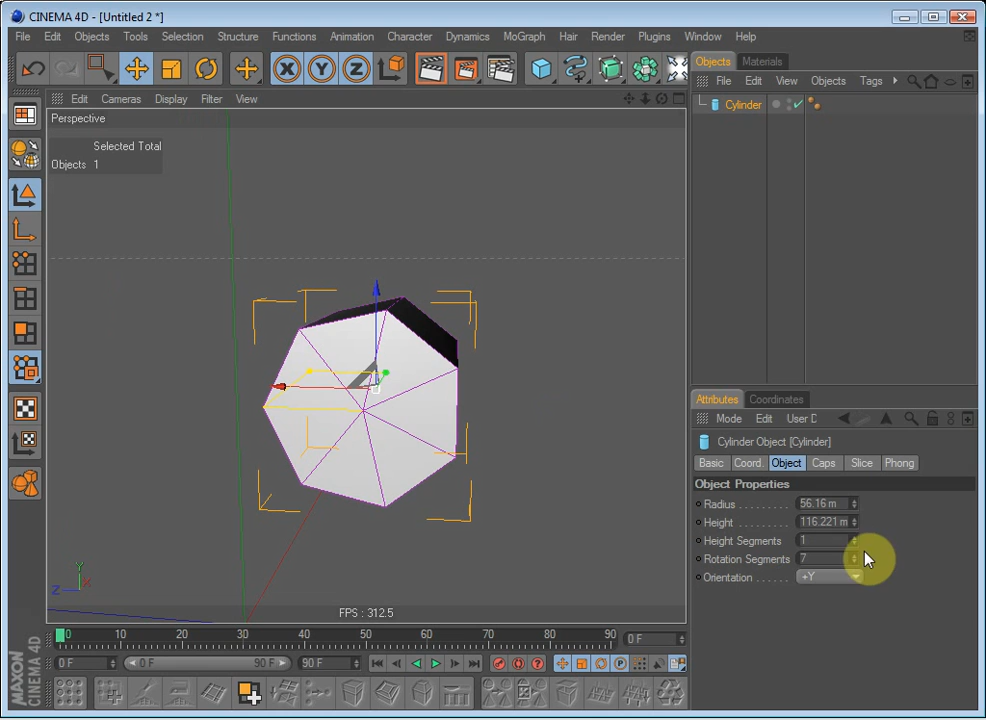 CINEMA 4D - [Untitled 2 *]
File Edit Objects Tools Selection Structure Functions Animation Character Dynamics MoGraph Hair Render Plugins Window Help
X Y Z
Objects Materials
File Edit View Objects Tags
Edit Cameras Display Filter View
Cylinder
Perspective
Selected Total
Objects 1
Attributes Coordinates
Mode Edit User D
Cylinder Object [Cylinder]
Basic Coord. Object Caps Slice Phong
Object Properties
Radius 56.16 m
Height 116.221 m
Height Segments 1
Rotation Segments 7
Orientation +Y
Y
Z X
FPS : 312.5
0 10 20 30 40 50 60 70 80 90 0 F
0 F 0 F 90 F 90 F
MAXON
CINEMA 4D